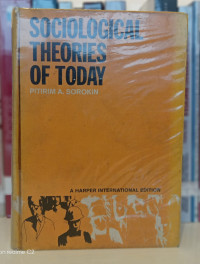 SOCIOLOGICAL
THEORIES
OF TODAY
PITIRIM A. SOROKIN
A HARPER INTERNATIONAL EDITION